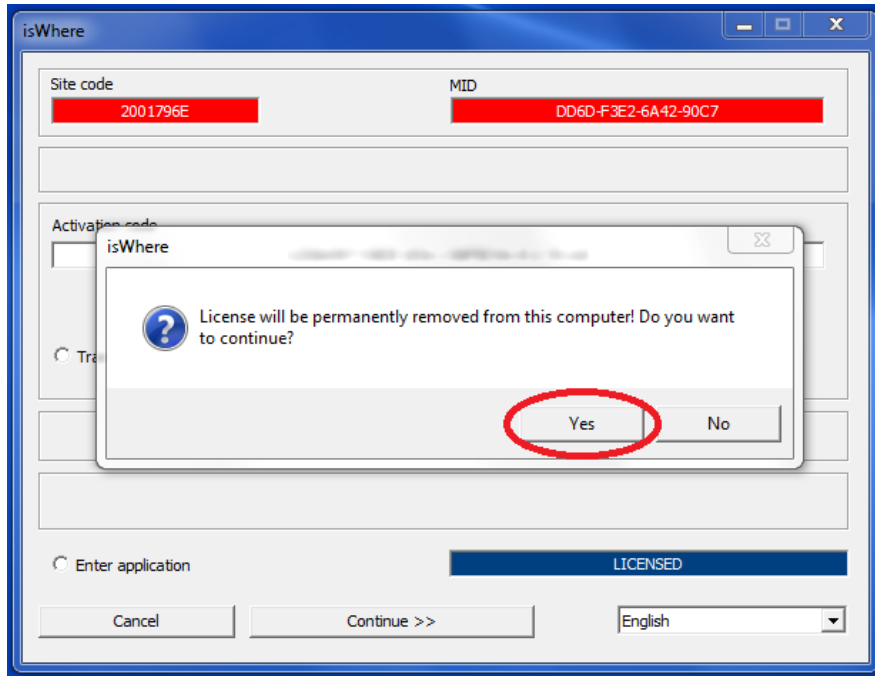 isWhere
Site code
MID
2001796E
DD6D-F3E2-6A42-90C7
Activation code
isWhere
License will be permanently removed from this computer! Do you want
to continue?
Tra
Yes
No
Enter application
LICENSED
Cancel
Continue >>
English